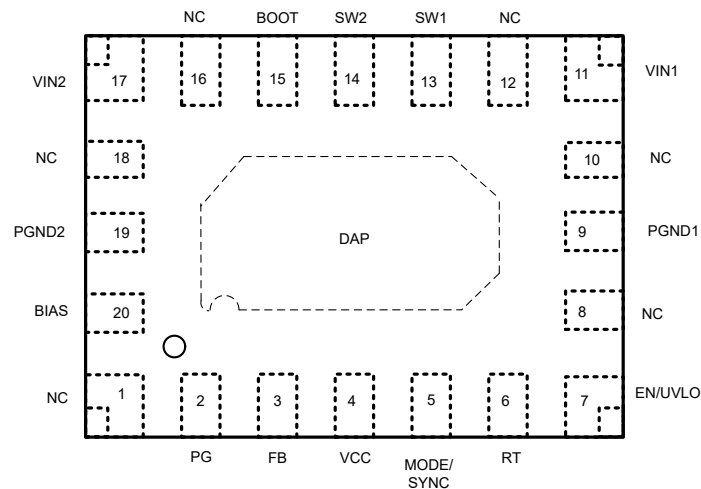 NC BOOT SW2 SW1 NC
VIN2 17 16 15 14 13 12 11 VIN1
NC 18 10 NC
PGND2 19 DAP 9 PGND1
BIAS 20 8 NC
NC 1 2 3 4 5 6 7 EN/UVLO
PG FB VCC MODE/ RT
SYNC